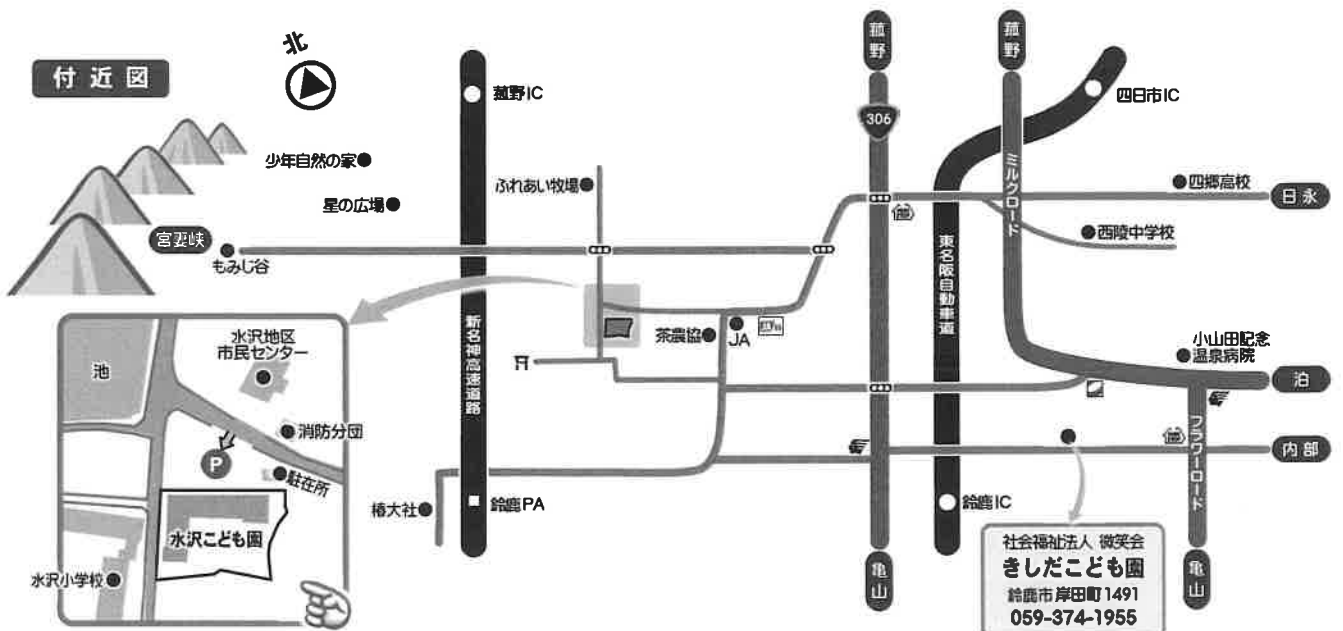 付近図
北
菰野IC
菰野
菰野
306
四日市IC
少年自然の家
ふれあい牧場
ミルクロード
四郷高校
日永
星の広場
宮妻峡
もみじ谷
西陵中学校
東名阪自動車道
新名神高速道路
茶農協
JA
小山田記念
温泉病院
泊
フラワーロード
内部
椿大社
鈴鹿PA
鈴鹿IC
亀山
亀山
水沢地区
市民センター
池
消防分団
P
駐在所
水沢こども園
水沢小学校
社会福祉法人 微笑会
きしだこども園
鈴鹿市岸田町1491
059-374-1955